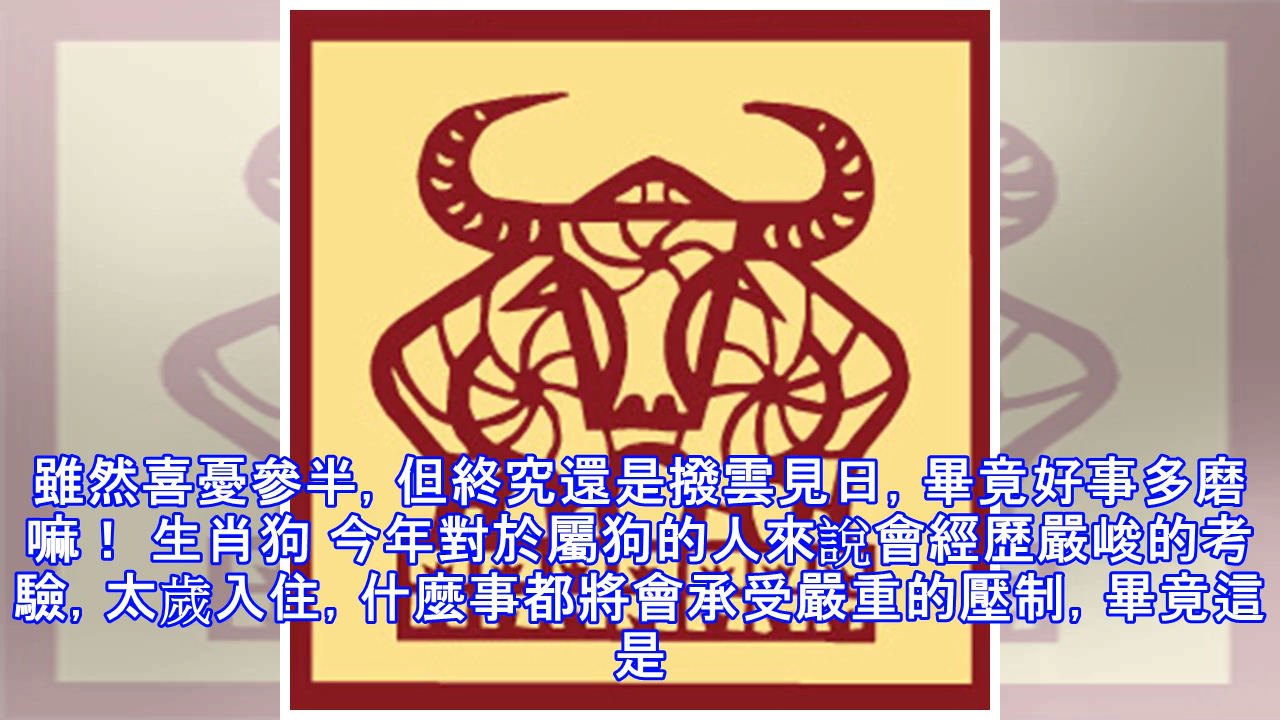 雖然喜憂參半, 但終究還是撥雲見日, 畢竟好事多磨
嘛！ 生肖狗 今年對於屬狗的人來說會經歷嚴峻的考
驗, 太歲入住, 什麼事都將會承受嚴重的壓制, 畢竟這
是